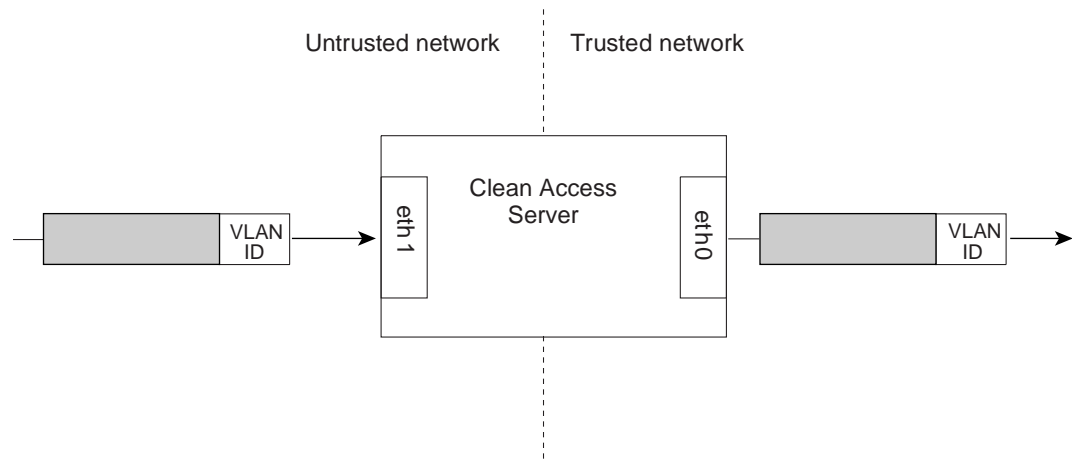 Untrusted network
Trusted network
Clean Access
Server
eth1
eth0
VLAN
ID
VLAN
ID